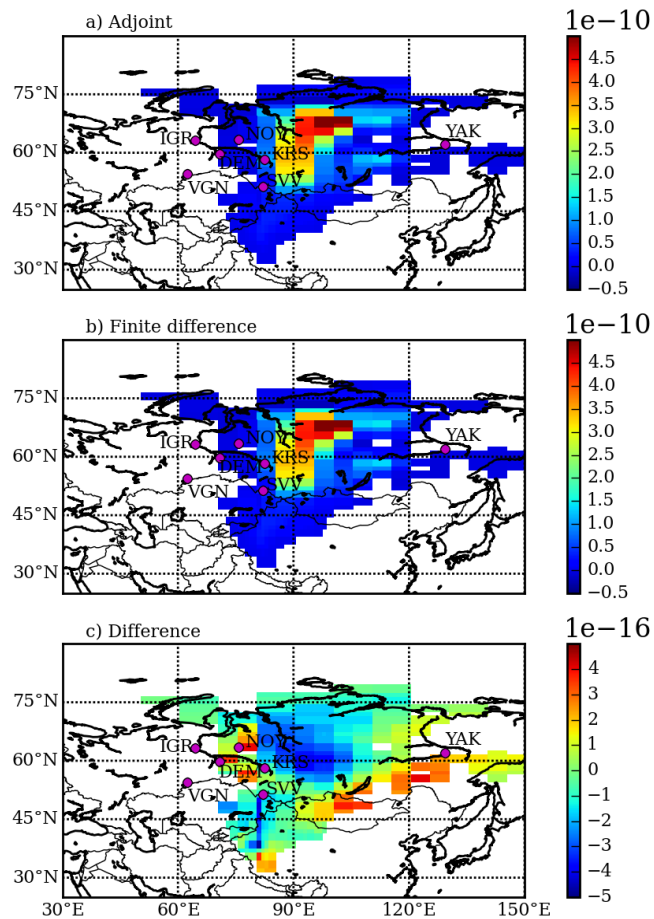 a) Adjoint
1e−10
75°N
60°N
45°N
30°N
IGR
NOY
YAK
DEM
KRS
VGN
SVV
4.5
4.0
3.5
3.0
2.5
2.0
1.5
1.0
0.5
0.0
−0.5
b) Finite difference
1e−10
75°N
60°N
45°N
30°N
IGR
NOY
YAK
DEM
KRS
VGN
SVV
4.5
4.0
3.5
3.0
2.5
2.0
1.5
1.0
0.5
0.0
−0.5
c) Difference
1e−16
75°N
60°N
45°N
30°N
IGR
NOY
YAK
DEM
KRS
VGN
SVV
4
3
2
1
0
−1
−2
−3
−4
−5
30°E 60°E 90°E 120°E 150°E